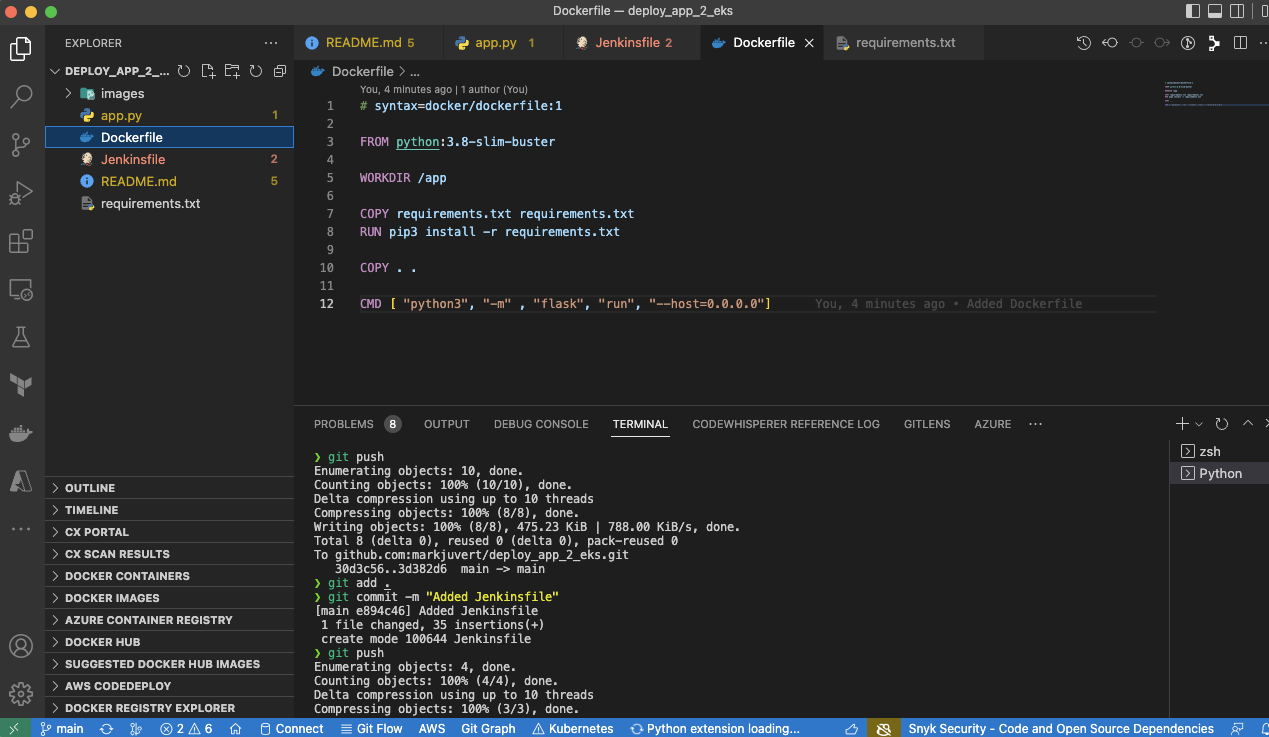 Dockerfile — deploy_app_2_eks
EXPLORER
README.md 5
app.py 1
Jenkinsfile 2
Dockerfile
requirements.txt
DEPLOY_APP_2_...
images
app.py 1
Dockerfile
Jenkinsfile 2
README.md 5
requirements.txt
OUTLINE
TIMELINE
CX PORTAL
CX SCAN RESULTS
DOCKER CONTAINERS
DOCKER IMAGES
AZURE CONTAINER REGISTRY
DOCKER HUB
SUGGESTED DOCKER HUB IMAGES
AWS CODEDEPLOY
DOCKER REGISTRY EXPLORER
Dockerfile > ...
You, 4 minutes ago | 1 author (You)
1 # syntax=docker/dockerfile:1
2
3 FROM python:3.8-slim-buster
4
5 WORKDIR /app
6
7 COPY requirements.txt requirements.txt
8 RUN pip3 install -r requirements.txt
9
10 COPY . .
11
12 CMD [ "python3", "-m" , "flask", "run", "--host=0.0.0.0"] You, 4 minutes ago • Added Dockerfile
PROBLEMS 8 OUTPUT DEBUG CONSOLE TERMINAL CODEWHISPERER REFERENCE LOG GITLENS AZURE ...
zsh
Python
❯ git push
Enumerating objects: 10, done.
Counting objects: 100% (10/10), done.
Delta compression using up to 10 threads
Compressing objects: 100% (8/8), done.
Writing objects: 100% (8/8), 475.23 KiB | 788.00 KiB/s, done.
Total 8 (delta 0), reused 0 (delta 0), pack-reused 0
To github.com:markjuvert/deploy_app_2_eks.git
30d3c56..3d382d6 main -> main
❯ git add .
❯ git commit -m "Added Jenkinsfile"
[main e894c46] Added Jenkinsfile
1 file changed, 35 insertions(+)
create mode 100644 Jenkinsfile
❯ git push
Enumerating objects: 4, done.
Counting objects: 100% (4/4), done.
Delta compression using up to 10 threads
Compressing objects: 100% (3/3), done.
main 2 6 Connect Git Flow AWS Git Graph Kubernetes Python extension loading... Snyk Security - Code and Open Source Dependencies